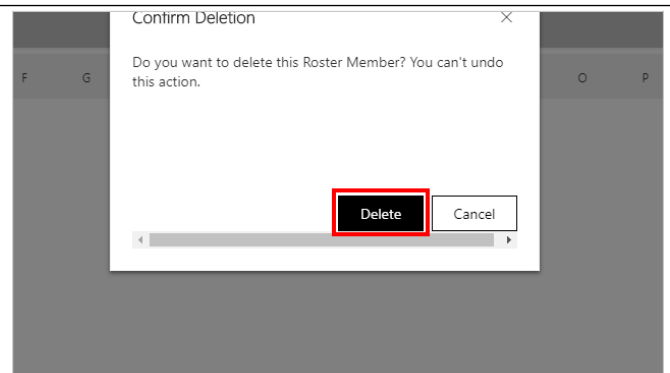 Confirm Deletion
F G O P
Do you want to delete this Roster Member? You can't undo
this action.
Delete Cancel